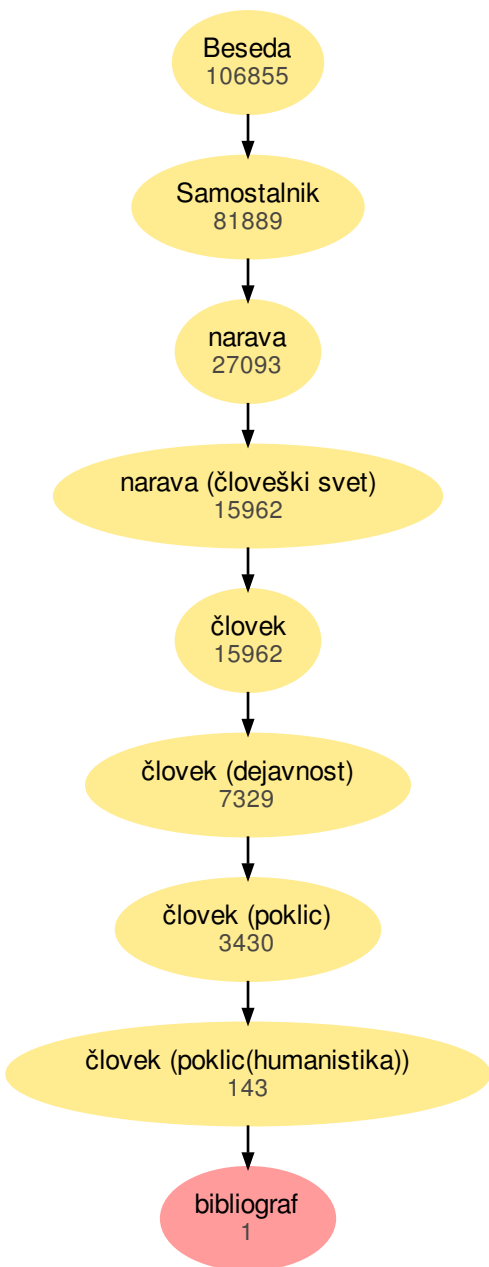 Beseda
106855
Samostalnik
81889
narava
27093
narava (človeški svet)
15962
človek
15962
človek (dejavnost)
7329
človek (poklic)
3430
človek (poklic(humanistika))
143
bibliograf
1